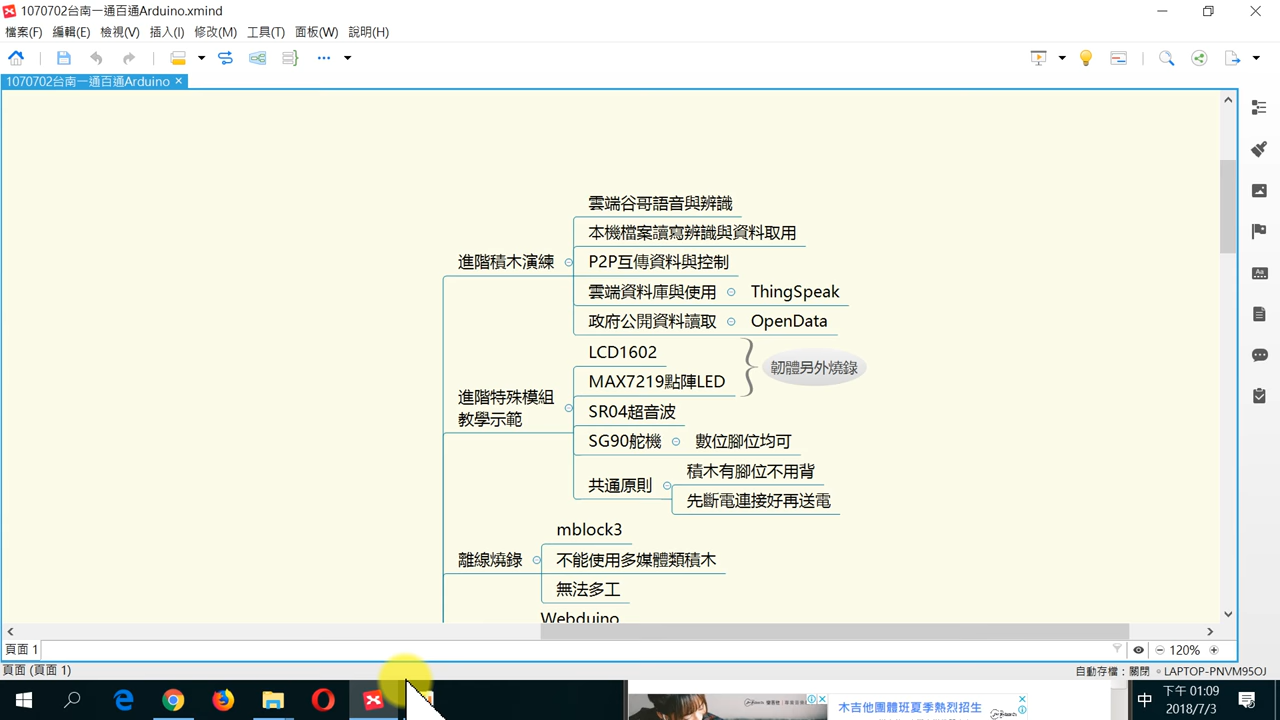 1070702台南一通百通Arduino.xmind
檔案(F) 編輯(E) 檢視(V) 插入(I) 修改(M) 工具(T) 面板(W) 說明(H)
1070702台南一通百通Arduino
雲端谷哥語音與辨識
本機檔案讀寫辨識與資料取用
進階積木演練
P2P互傳資料與控制
雲端資料庫與使用
ThingSpeak
政府公開資料讀取
OpenData
LCD1602
韌體另外燒錄
MAX7219點陣LED
進階特殊模組
教學示範
SR04超音波
SG90舵機
數位腳位均可
共通原則
積木有腳位不用背
先斷電連接好再送電
mblock3
離線燒錄
不能使用多媒體類積木
無法多工
Webduino
頁面 1
120%
頁面 (頁面 1)
自動存檔：關閉
LAPTOP-PNVM95OJ
木吉他團體班夏季熱烈招生
中
下午 01:09
2018/7/3